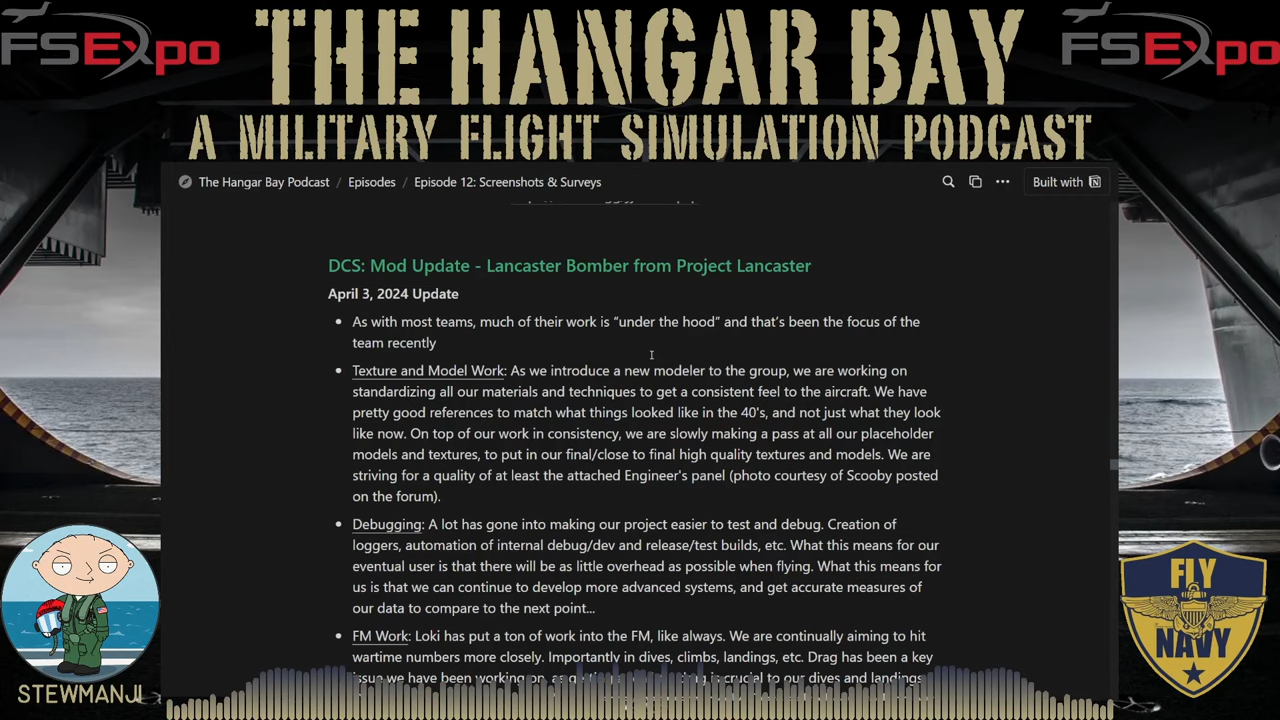 FSExpo
THE HANGAR BAY
FSExpo
A MILITARY FLIGHT SIMULATION PODCAST
The Hangar Bay Podcast / Episodes / Episode 12: Screenshots & Surveys
Built with
DCS: Mod Update - Lancaster Bomber from Project Lancaster
April 3, 2024 Update
As with most teams, much of their work is “under the hood” and that’s been the focus of the
team recently
Texture and Model Work: As we introduce a new modeler to the group, we are working on
standardizing all our materials and techniques to get a consistent feel to the aircraft. We have
pretty good references to match what things looked like in the 40's, and not just what they look
like now. On top of our work in consistency, we are slowly making a pass at all our placeholder
models and textures, to put in our final/close to final high quality textures and models. We are
striving for a quality of at least the attached Engineer's panel (photo courtesy of Scooby posted
on the forum).
Debugging: A lot has gone into making our project easier to test and debug. Creation of
loggers, automation of internal debug/dev and release/test builds, etc. What this means for our
eventual user is that there will be as little overhead as possible when flying. What this means for
us is that we can continue to develop more advanced systems, and get accurate measures of
our data to compare to the next point...
FM Work: Loki has put a ton of work into the FM, like always. We are continually aiming to hit
wartime numbers more closely. Importantly in dives, climbs, landings, etc. Drag has been a key
issue we have been working on, as is crucial to our dives and landings
STEWMANJI
FLY
NAVY